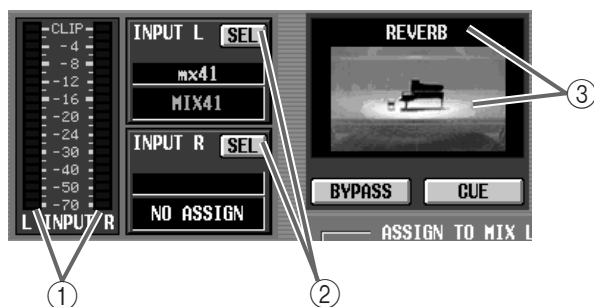 CLIP
-4
-8
-12
-16
-20
-24
-30
-40
-50
-70
L INPUT R
INPUT L SEL
mx41
MIX41
INPUT R SEL
NO ASSIGN
REVERB
BYPASS CUE
ASSIGN TO MIX L
①
②
③